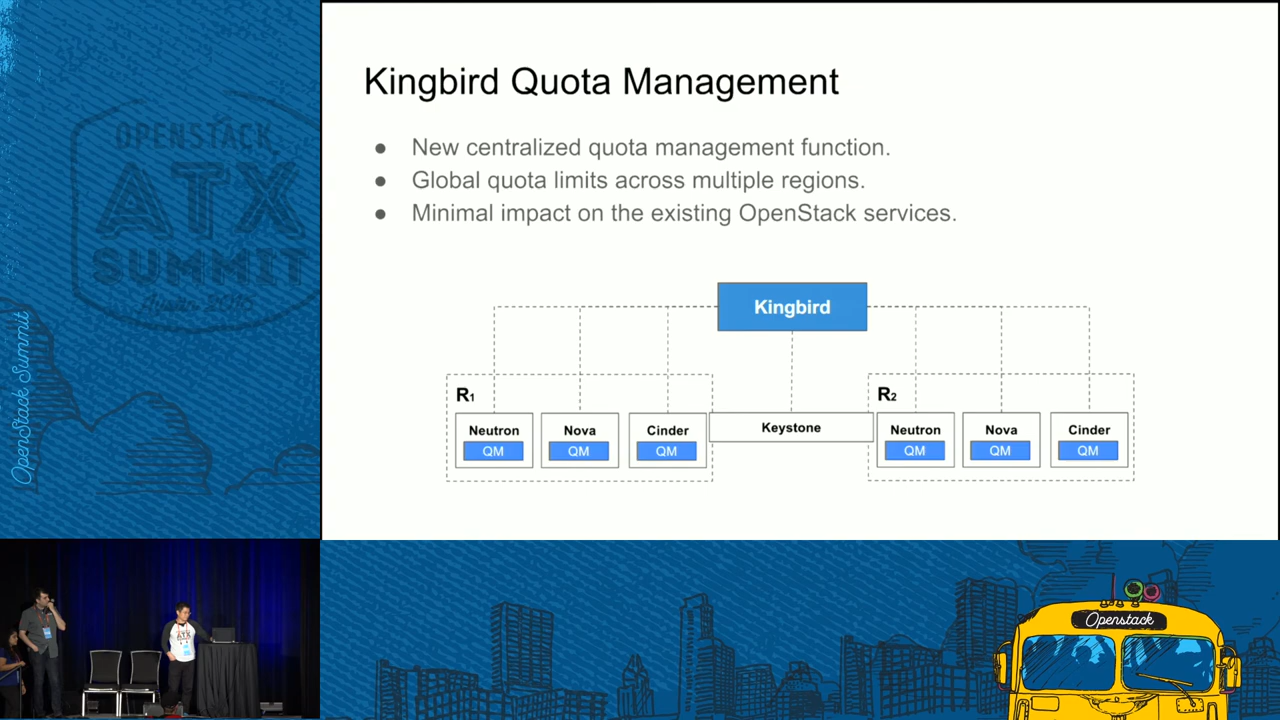 Kingbird Quota Management
● New centralized quota management function.
● Global quota limits across multiple regions.
● Minimal impact on the existing OpenStack services.
Kingbird
R1
Neutron
QM
Nova
QM
Cinder
QM
Keystone
R2
Neutron
QM
Nova
QM
Cinder
QM
OPENSTACK
ATX
SUMMIT
OpenStack Summit
Openstack